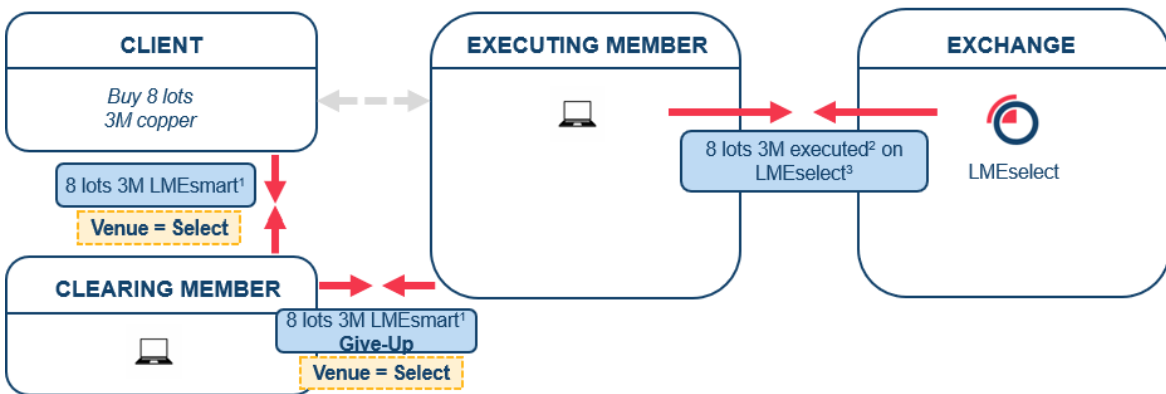 CLIENT
Buy 8 lots
3M copper
EXECUTING MEMBER
EXCHANGE
8 lots 3M executed² on
LMEselect³
LMEselect
8 lots 3M LMEsmart¹
Venue = Select
CLEARING MEMBER
8 lots 3M LMEsmart¹
Give-Up
Venue = Select